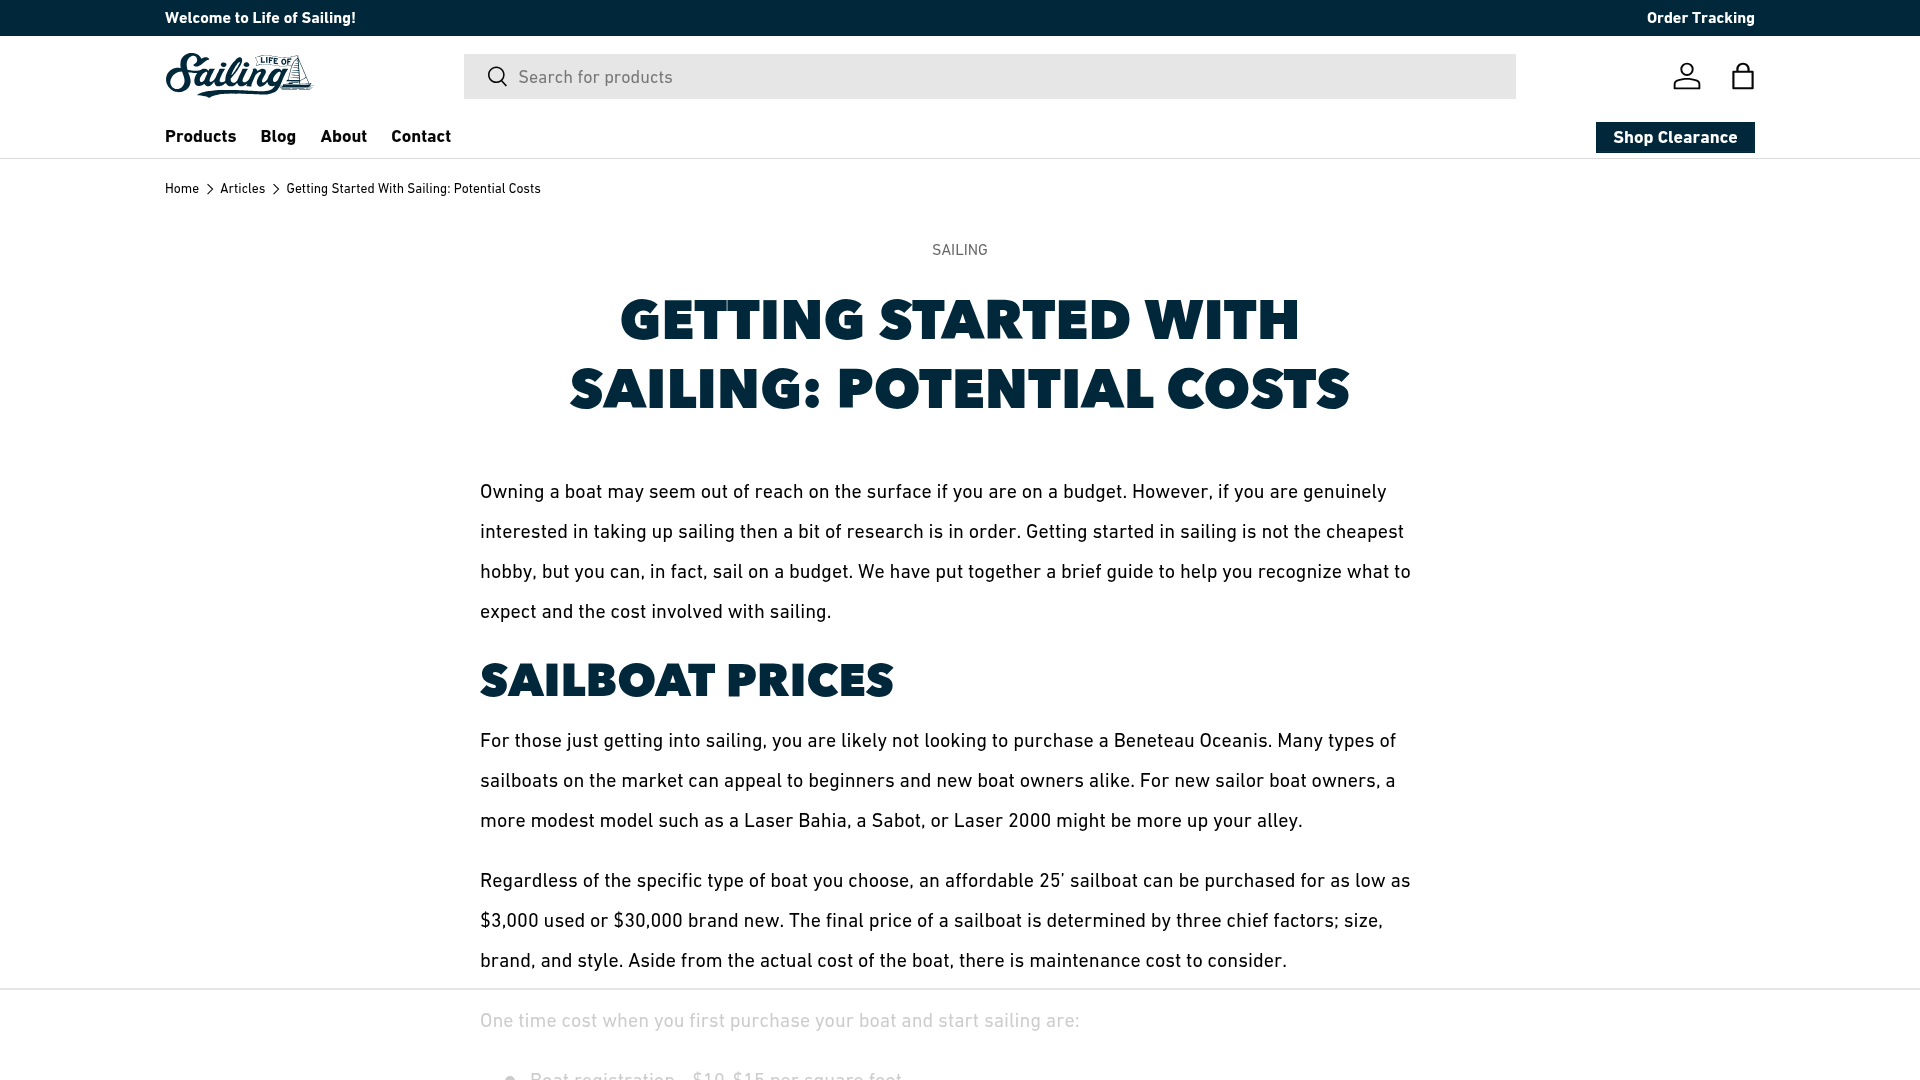 Welcome to Life of Sailing!
Order Tracking
LIFE OF
Sailing
Search for products
Products
Blog
About
Contact
Shop Clearance
Home
Articles
Getting Started With Sailing: Potential Costs
SAILING
GETTING STARTED WITH
SAILING: POTENTIAL COSTS
Owning a boat may seem out of reach on the surface if you are on a budget. However, if you are genuinely
interested in taking up sailing then a bit of research is in order. Getting started in sailing is not the cheapest
hobby, but you can, in fact, sail on a budget. We have put together a brief guide to help you recognize what to
expect and the cost involved with sailing.
SAILBOAT PRICES
For those just getting into sailing, you are likely not looking to purchase a Beneteau Oceanis. Many types of
sailboats on the market can appeal to beginners and new boat owners alike. For new sailor boat owners, a
more modest model such as a Laser Bahia, a Sabot, or Laser 2000 might be more up your alley.
Regardless of the specific type of boat you choose, an affordable 25’ sailboat can be purchased for as low as
$3,000 used or $30,000 brand new. The final price of a sailboat is determined by three chief factors; size,
brand, and style. Aside from the actual cost of the boat, there is maintenance cost to consider.
One time cost when you first purchase your boat and start sailing are:
Boat registration - $10-$15 per square foot